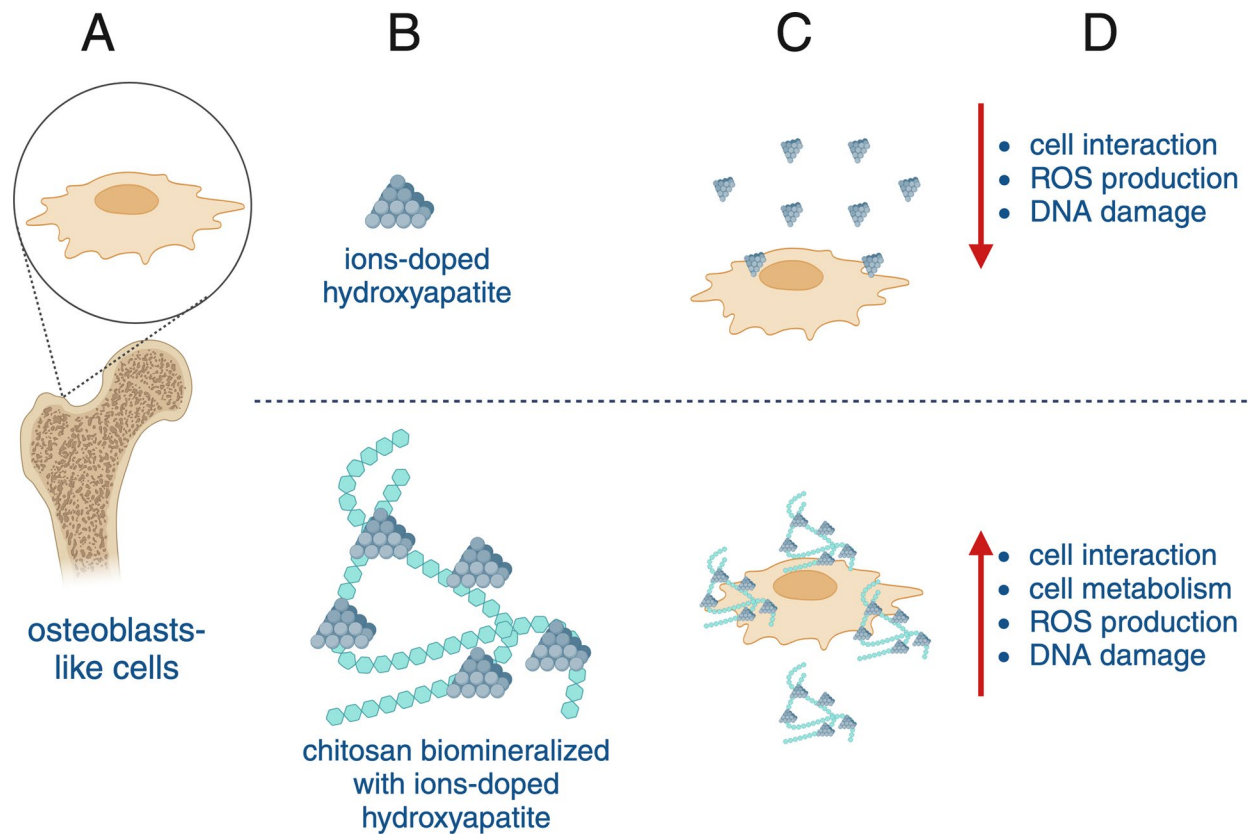 A
B
C
D
ions-doped
hydroxyapatite
• cell interaction
• ROS production
• DNA damage
osteoblasts-
like cells
chitosan biomineralized
with ions-doped
hydroxyapatite
• cell interaction
• cell metabolism
• ROS production
• DNA damage